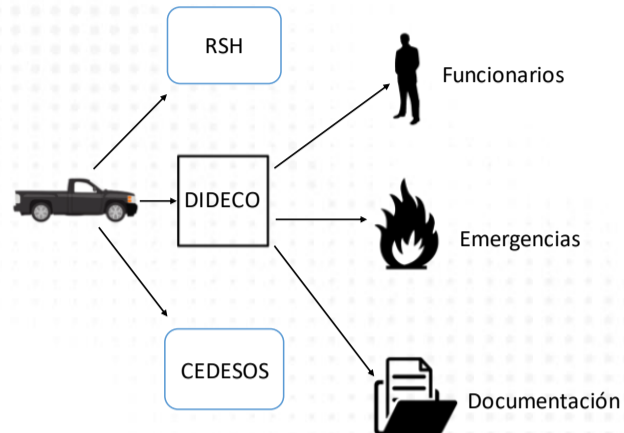 RSH
Funcionarios
DIDECO
Emergencias
CEDESOS
Documentación